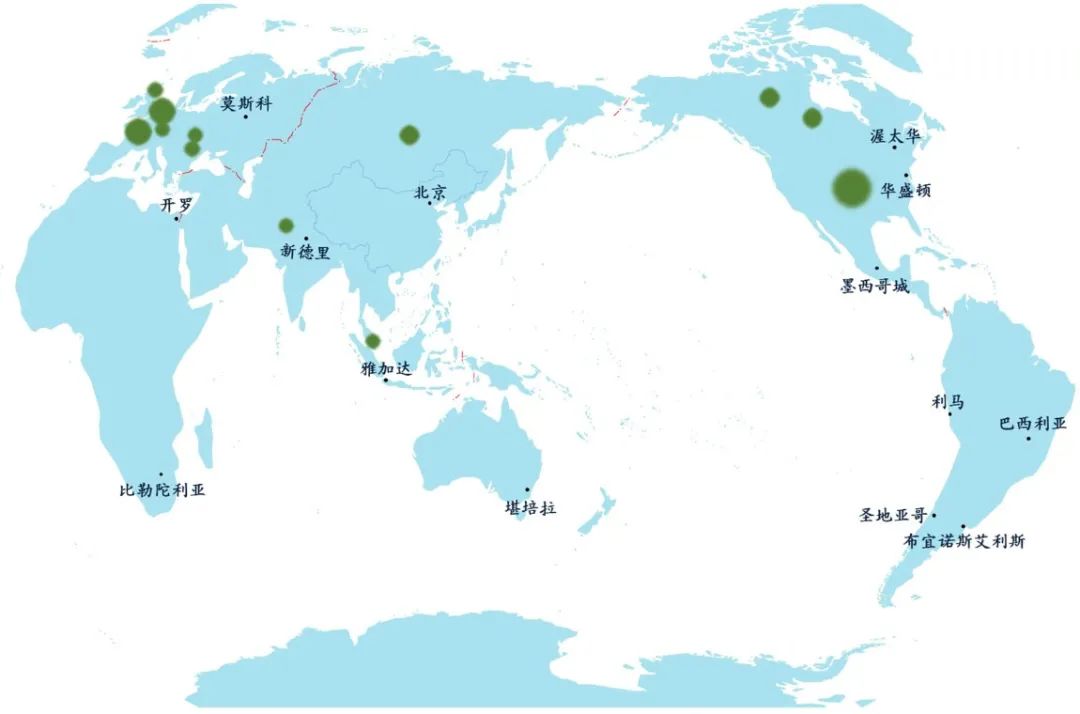 莫斯科
渥太华
华盛顿
北京
开罗
新德里
墨西哥城
雅加达
利马
巴西利亚
比勒陀利亚
堪培拉
圣地亚哥
布宜诺斯艾利斯